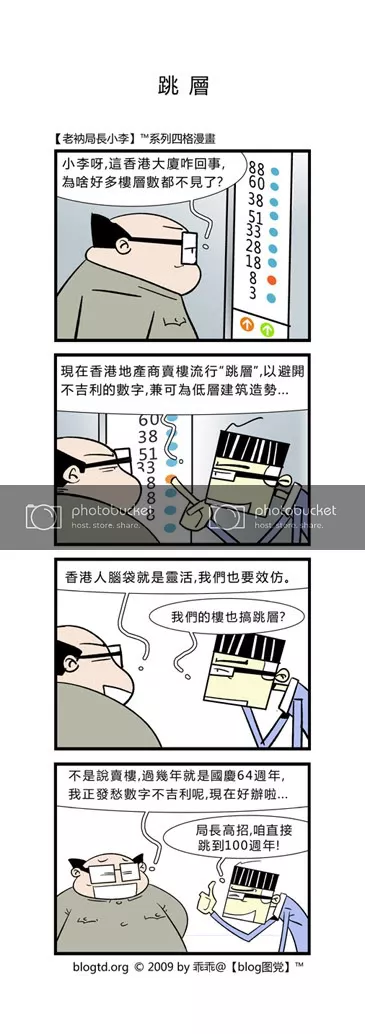 跳 層
【老衲局長小李】™系列四格漫畫
小李呀,這香港大廈咋回事,
為啥好多樓層數都不見了?
88
60
38
51
33
28
18
8
3
現在香港地產商賣樓流行"跳層",以避開
不吉利的數字,兼可為低層建筑造勢...
60
38
51
33
8
8
8
photobucket
host. store. share.
photobucket
host. store. share.
香港人腦袋就是靈活,我們也要效仿。
我們的樓也搞跳層?
不是說賣樓,過幾年就是國慶64週年,
我正發愁數字不吉利呢,現在好辦啦...
局長高招,咱直接
跳到100週年!
blogtd.org © 2009 by 乖乖@【blog图党】™